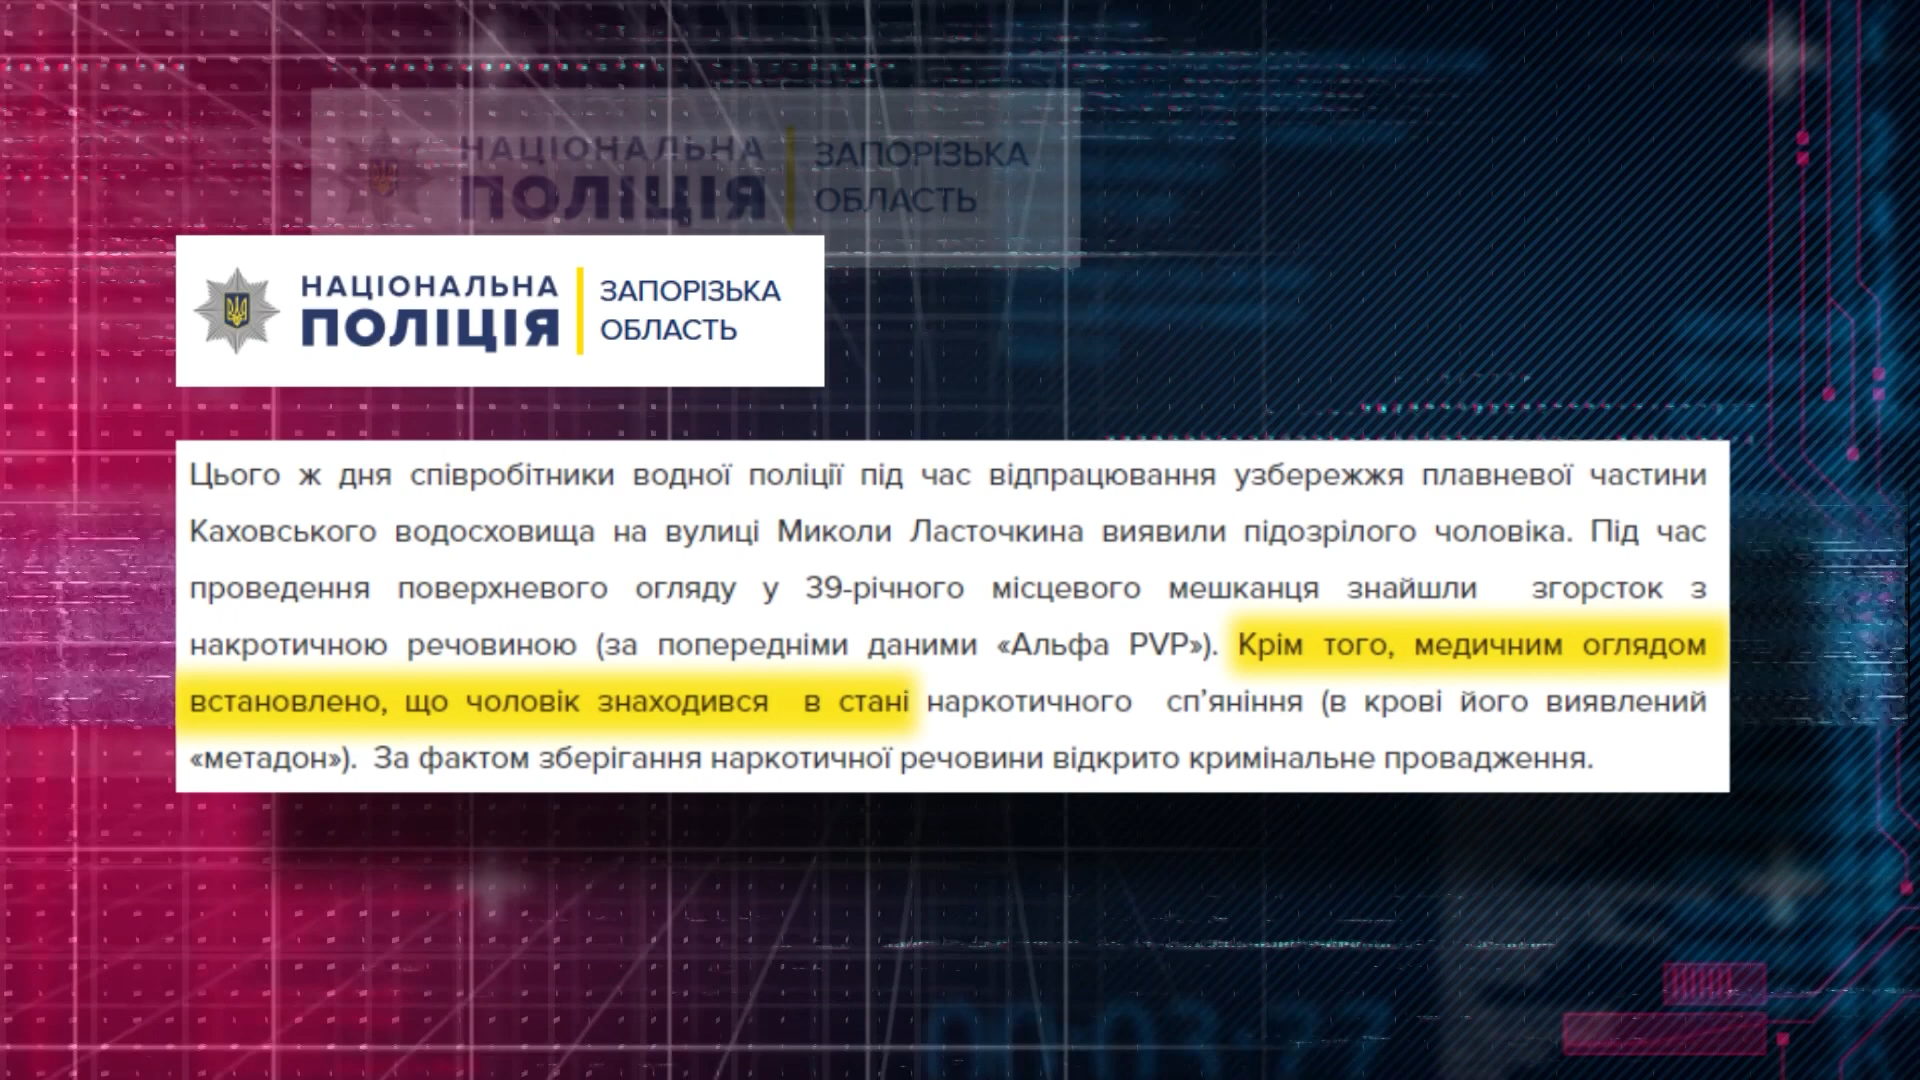 НАЦІОНАЛЬНА
ПОЛІЦІЯ
ЗАПОРІЗЬКА
ОБЛАСТЬ
НАЦІОНАЛЬНА
ПОЛІЦІЯ
ЗАПОРІЗЬКА
ОБЛАСТЬ
Цього ж дня співробітники водної поліції під час відпрацювання узбережжя плавневої частини
Каховського водосховища на вулиці Миколи Ласточкина виявили підозрілого чоловіка. Під час
проведення поверхневого огляду у 39-річного місцевого мешканця знайшли згорсток з
накротичною речовиною (за попередніми даними «Альфа PVP»). Крім того, медичним оглядом
встановлено, що чоловік знаходився в стані наркотичного сп’яніння (в крові його виявлений
«метадон»). За фактом зберігання наркотичної речовини відкрито кримінальне провадження.